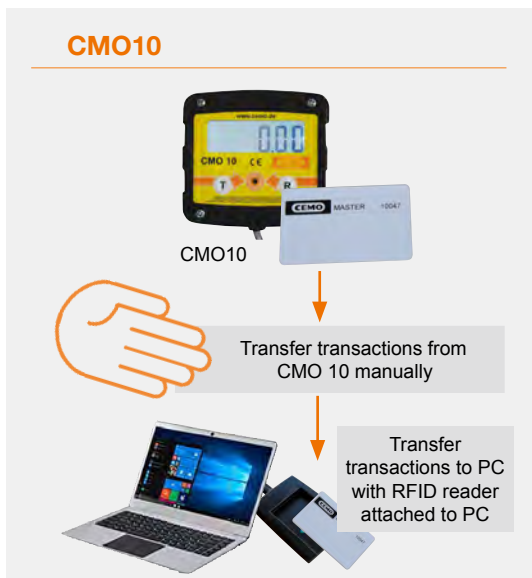 CMO10
www.cemo.de
0.00
CMO 10 CE
T R
CEMO MASTER 10047
CMO10
Transfer transactions from
CMO 10 manually
Transfer
transactions to PC
with RFID reader
attached to PC